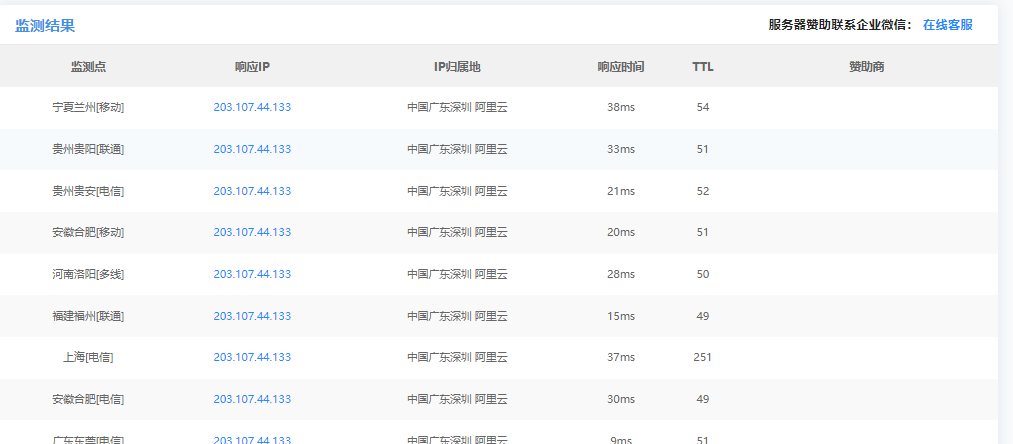 监测结果 服务器赞助联系企业微信： 在线客服
监测点 响应IP IP归属地 响应时间 TTL 赞助商
宁夏兰州[移动] 203.107.44.133 中国广东深圳 阿里云 38ms 54
贵州贵阳[联通] 203.107.44.133 中国广东深圳 阿里云 33ms 51
贵州贵安[电信] 203.107.44.133 中国广东深圳 阿里云 21ms 52
安徽合肥[移动] 203.107.44.133 中国广东深圳 阿里云 20ms 51
河南洛阳[多线] 203.107.44.133 中国广东深圳 阿里云 28ms 50
福建福州[联通] 203.107.44.133 中国广东深圳 阿里云 15ms 49
上海[电信] 203.107.44.133 中国广东深圳 阿里云 37ms 251
安徽合肥[电信] 203.107.44.133 中国广东深圳 阿里云 30ms 49
广东东莞[电信] 203.107.44.133 中国广东深圳 阿里云 9ms 51